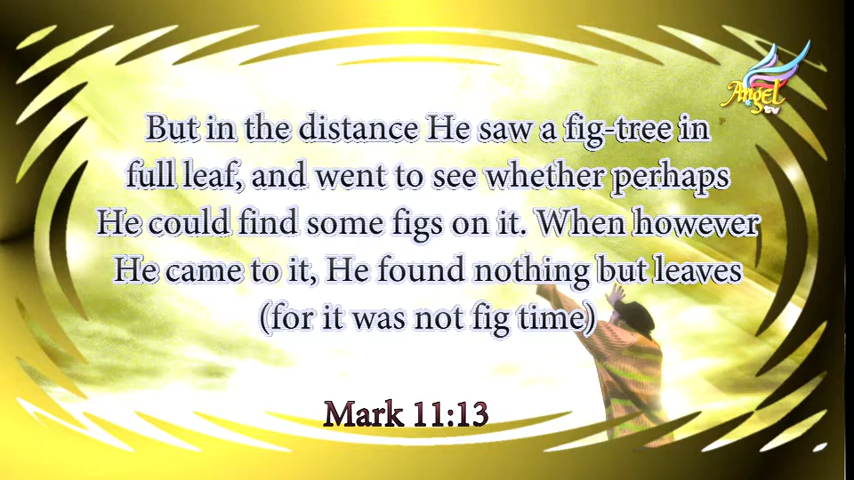 Angel
tv
But in the distance He saw a fig-tree in
full leaf, and went to see whether perhaps
He could find some figs on it. When however
He came to it, He found nothing but leaves
(for it was not fig time)
Mark 11:13